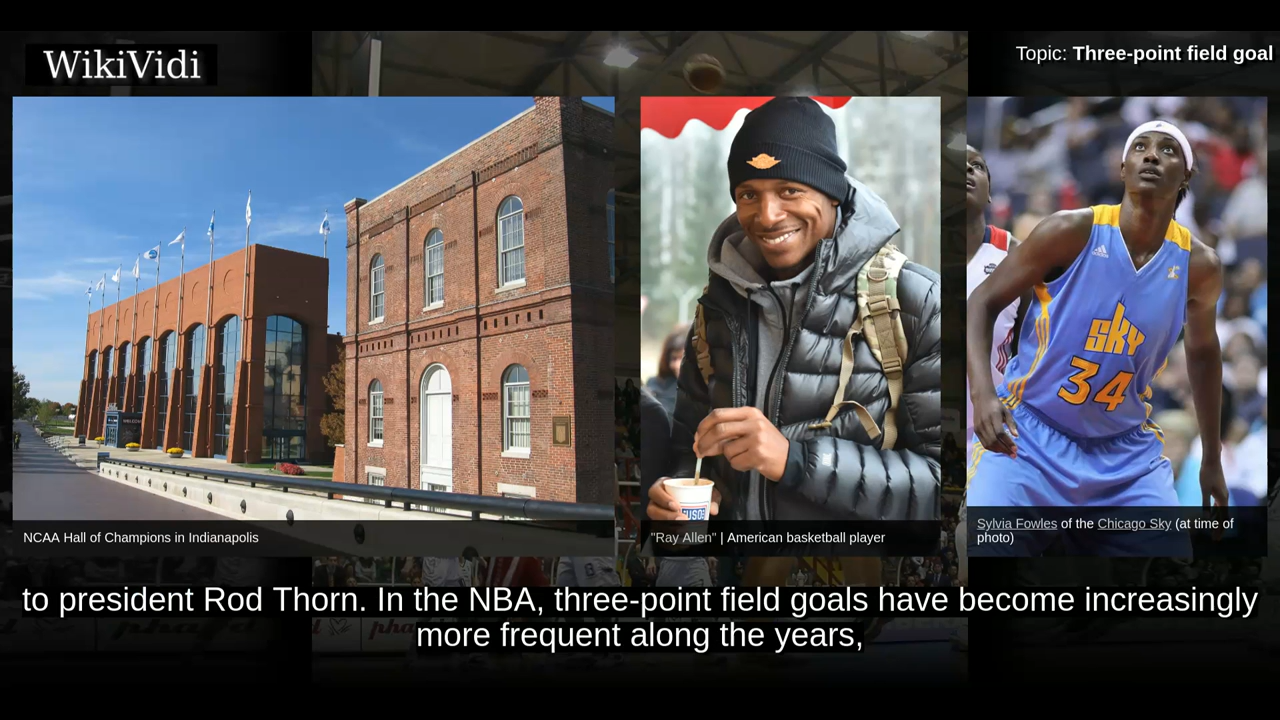 WikiVidi
Topic: Three-point field goal
SKY
34
USOC
NCAA Hall of Champions in Indianapolis
"Ray Allen" | American basketball player
Sylvia Fowles of the Chicago Sky (at time of
photo)
to president Rod Thorn. In the NBA, three-point field goals have become increasingly
more frequent along the years,